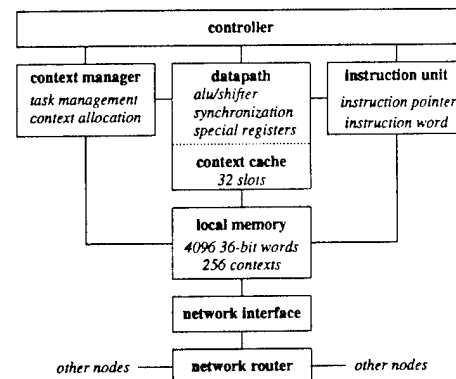 controller
context manager
task management
context allocation
datapath
alu/shifter
synchronization
special registers
context cache
32 slots
instruction unit
instruction pointer
instruction word
local memory
4096 36-bit words
256 contexts
network interface
other nodes
network router
other nodes